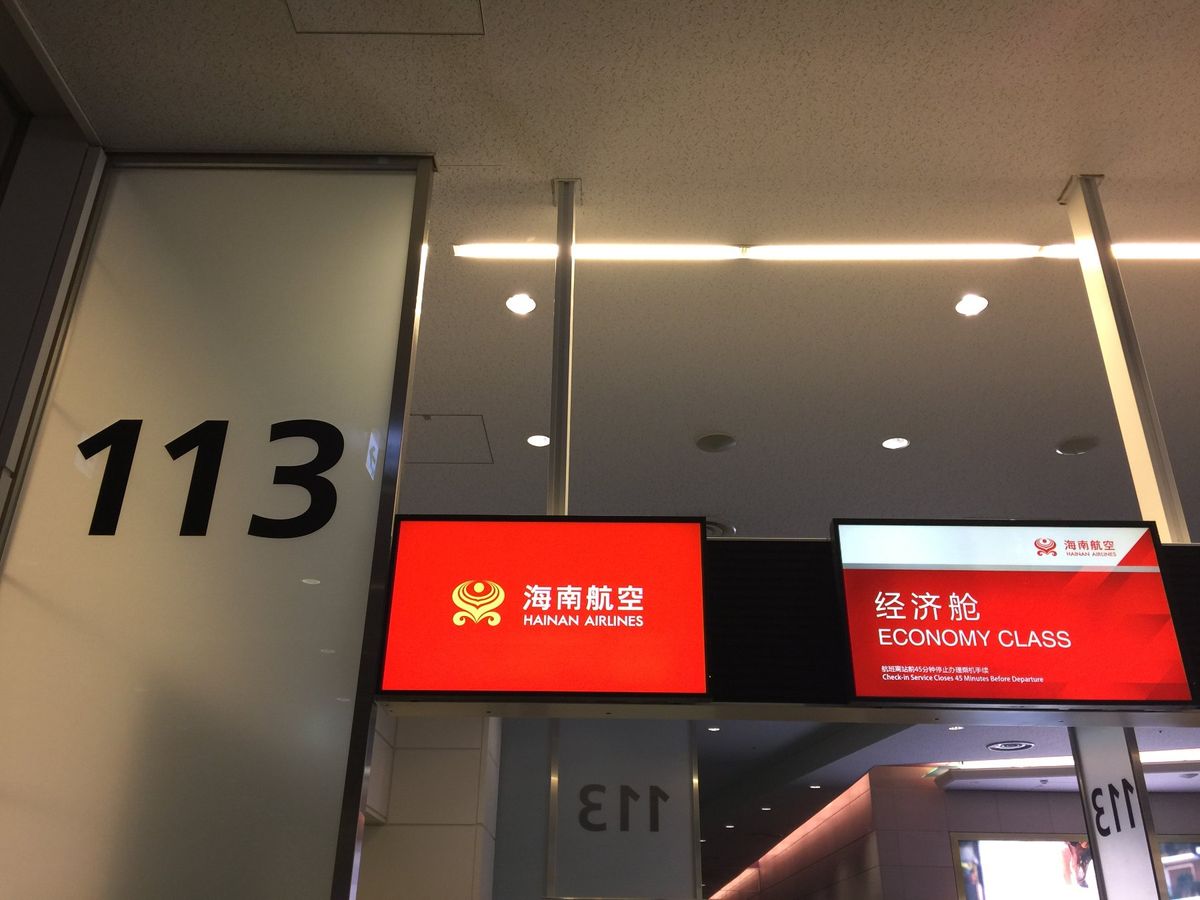 113
海南航空
HAINAN AIRLINES
海南航空
HAINAN AIRLINES
经济舱
ECONOMY CLASS
航班离站前45分钟停止办理乘机手续
Check-in Service Closes 45 Minutes Before Departure
113
113